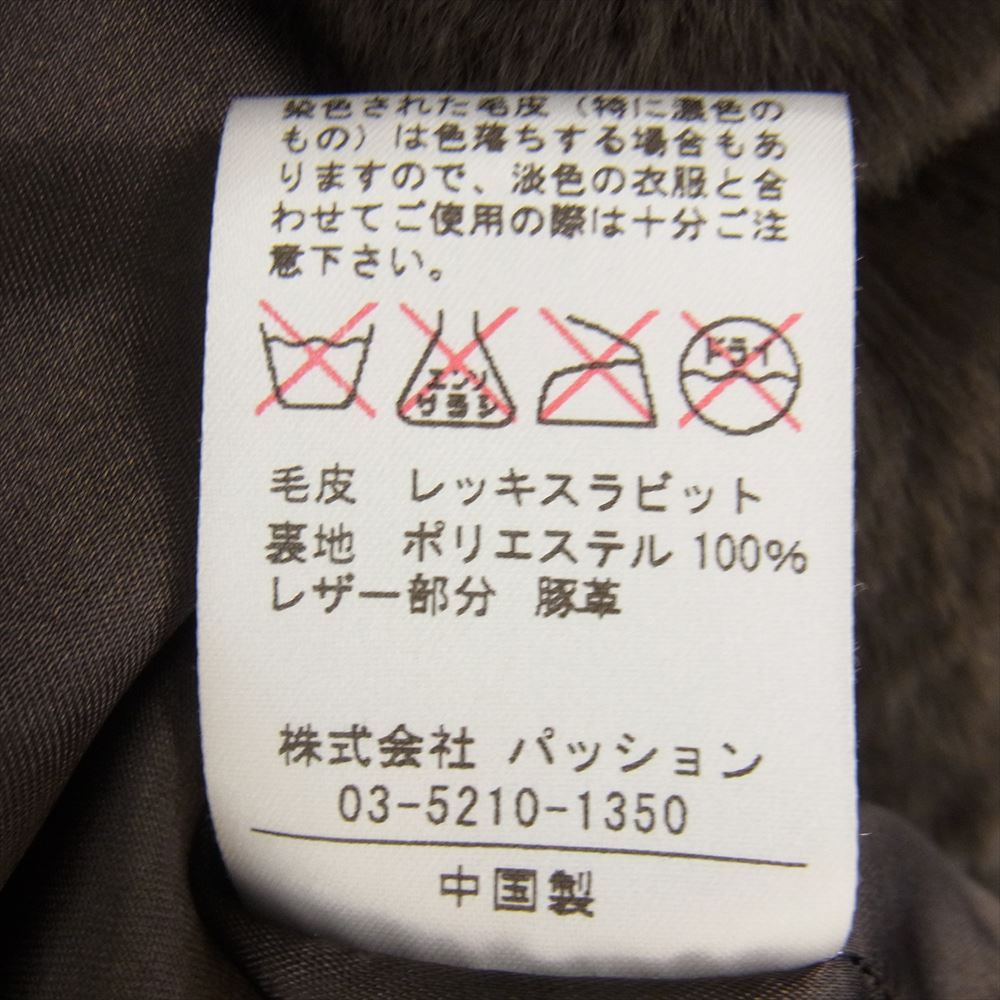 染色された毛皮（特に濃色の
もの）は色落ちする場合もあ
りますので、淡色の衣服と合
わせてご使用の際は十分ご注
意下さい。
エンソ
サラシ
ドライ
毛皮　レッキスラビット
裏地　ポリエステル 100%
レザー部分　豚革
株式会社 パッション
03-5210-1350
中国製